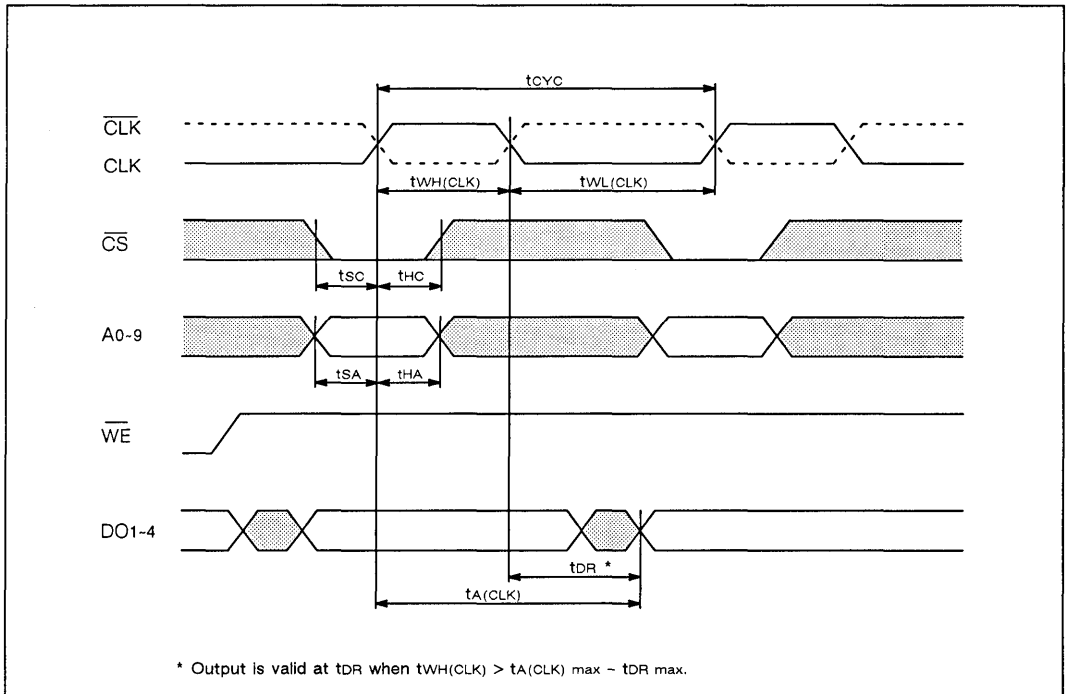 tCYC
CLK
CLK
tWH(CLK) tWL(CLK)
CS
tSC tHC
A0~9
tSA tHA
WE
DO1~4
tDR *
tA(CLK)
* Output is valid at tDR when tWH(CLK) > tA(CLK) max - tDR max.